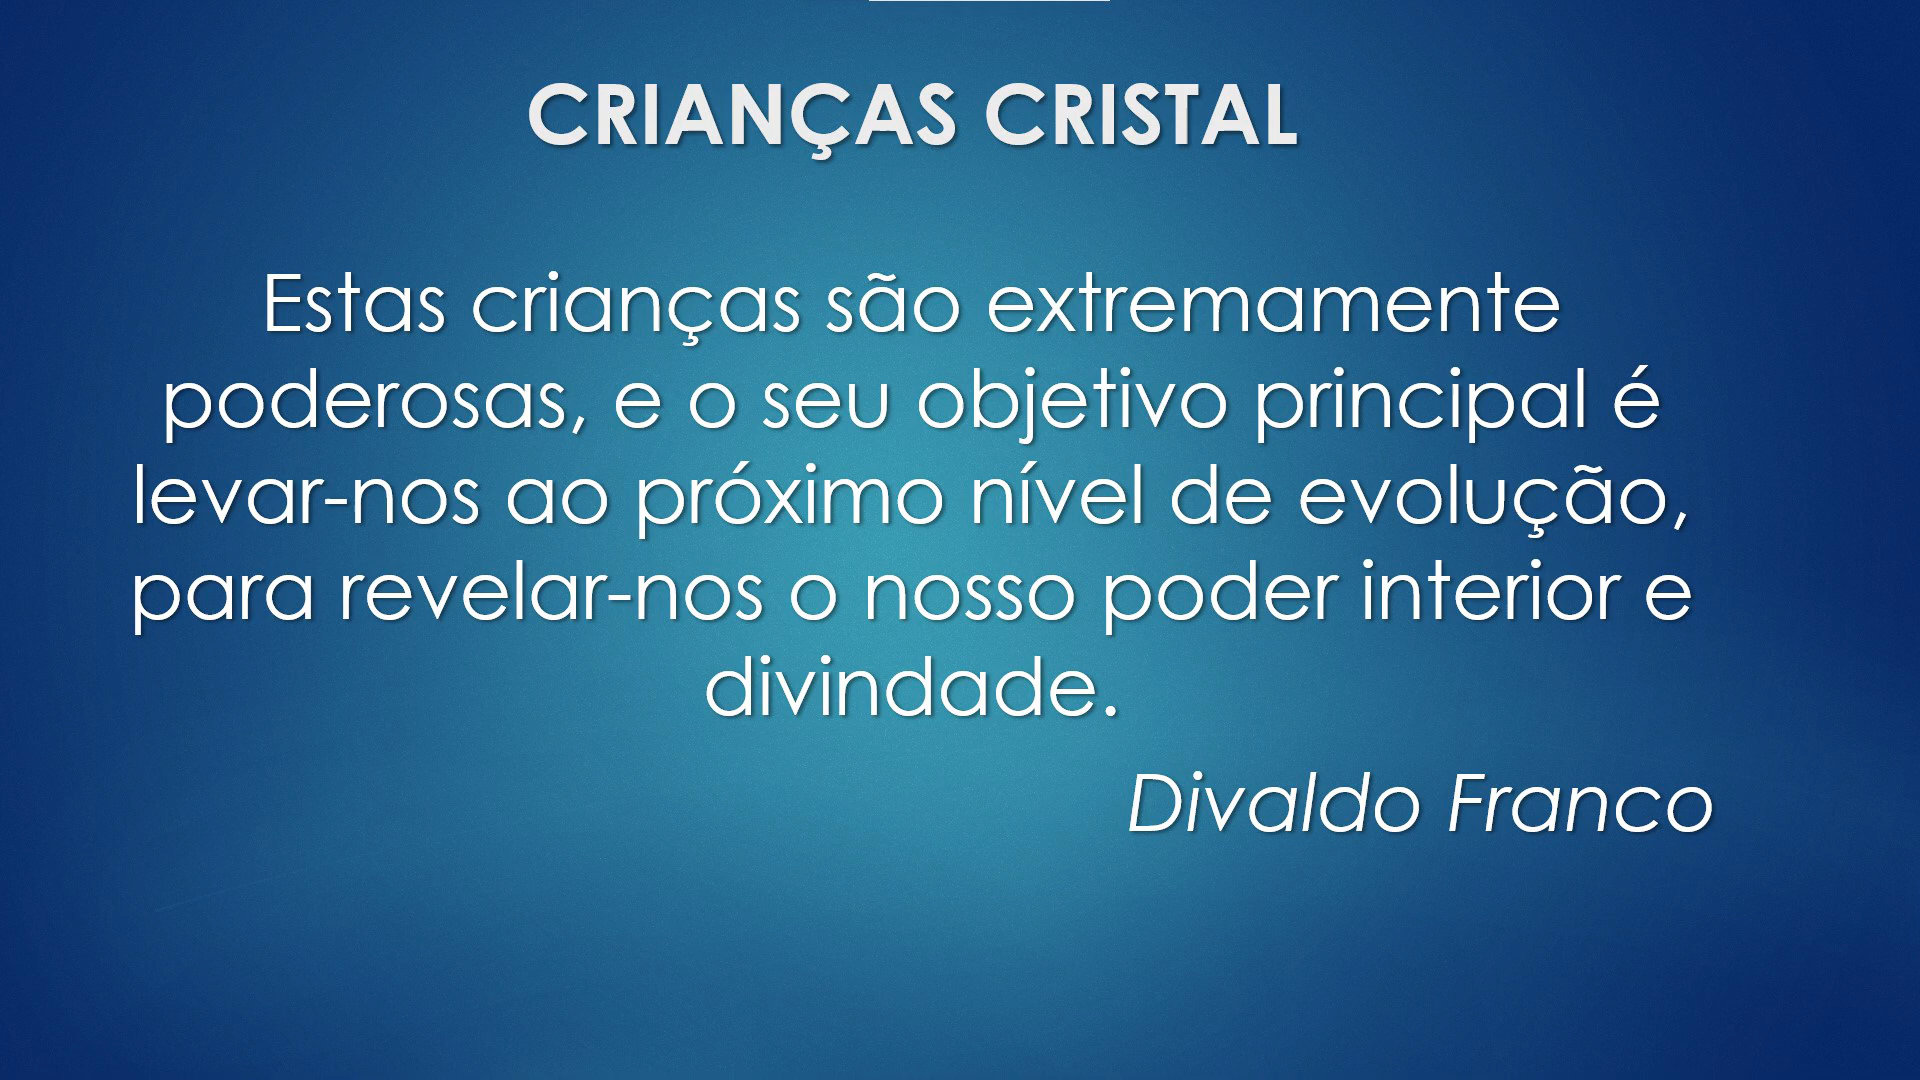 CRIANÇAS CRISTAL
Estas crianças são extremamente
poderosas, e o seu objetivo principal é
levar-nos ao próximo nível de evolução,
para revelar-nos o nosso poder interior e
divindade.
Divaldo Franco